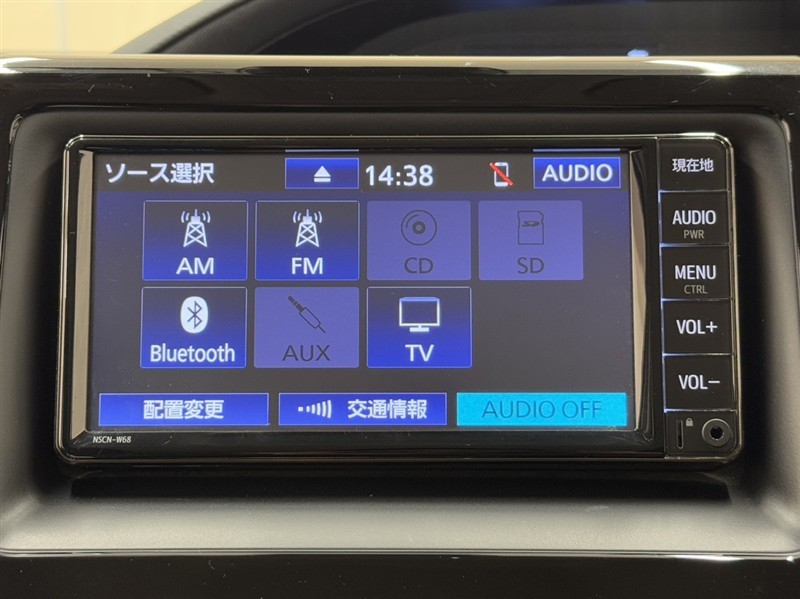 ソース選択 14:38 AUDIO
AM FM CD SD
Bluetooth AUX TV
配置変更 交通情報 AUDIO OFF
NSCN-W68
現在地
AUDIO
PWR
MENU
CTRL
VOL+
VOL−